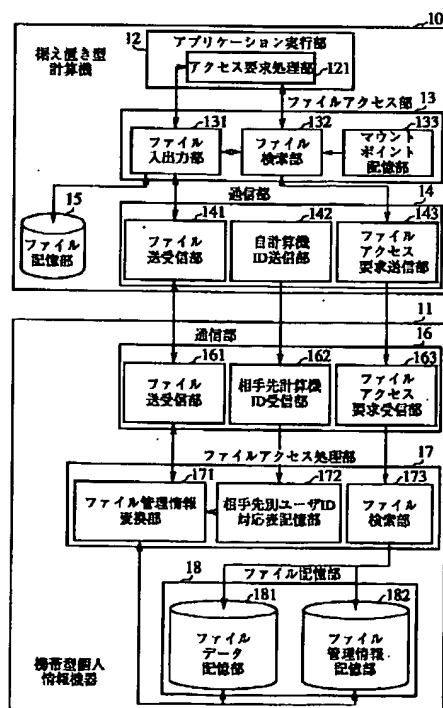 10
据え置き型
計算機
12
アプリケーション実行部
アクセス要求処理部
121
ファイルアクセス部
13
131
ファイル
入出力部
132
ファイル
検索部
133
マウント
ポイント
記憶部
15
ファイル
記憶部
通信部
14
141
ファイル
送受信部
142
自計算機
ID送信部
143
ファイル
アクセス
要求送信部
11
通信部
16
161
ファイル
送受信部
162
相手先計算機
ID受信部
163
ファイル
アクセス
要求受信部
ファイルアクセス処理部
17
171
ファイル管理情報
変換部
172
相手先別ユーザID
対応表記憶部
173
ファイル
検索部
18
ファイル記憶部
181
ファイル
データ
記憶部
182
ファイル
管理情報
記憶部
携帯型個人
情報機器